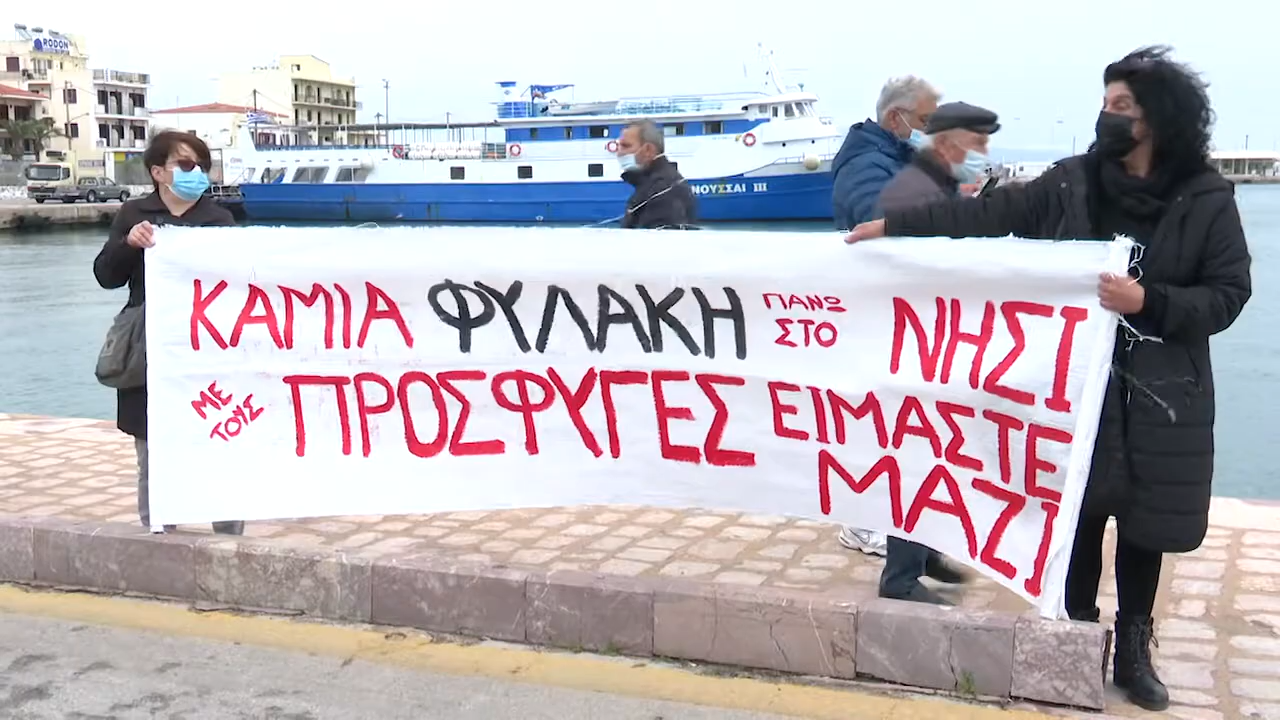 RODON
ΝΟΥΣΣΑΙ III
ΚΑΜΙΑ ΦΥΛΑΚΗ ΠΑΝΩ ΣΤΟ ΝΗΣΙ
ΜΕ ΤΟΥΣ ΠΡΟΣΦΥΓΕΣ ΕΙΜΑΣΤΕ
ΜΑΖΙ